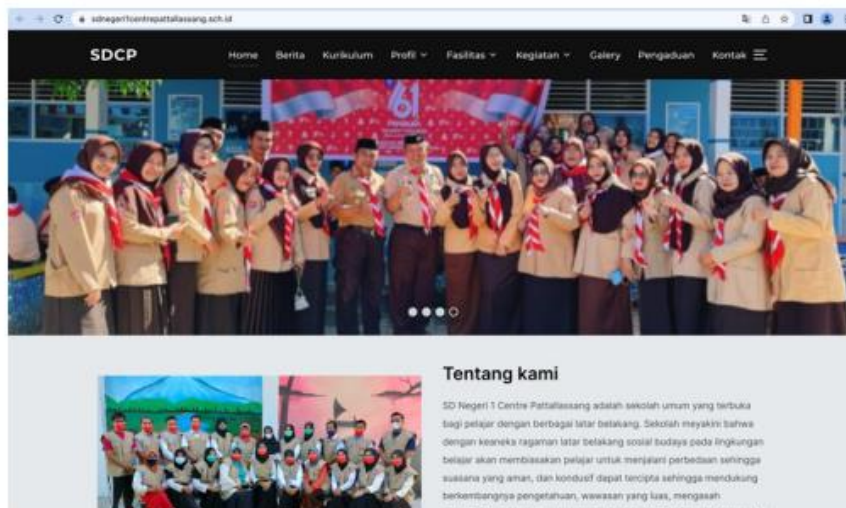 sdnegeri1centrepattallassang.sch.id
SDCP
Home Berita Kurikulum Profil Fasilitas Kegiatan Galery Pengaduan Kontak
61
Tentang kami
SD Negeri 1 Centre Pattallassang adalah sekolah umum yang terbuka
bagi pelajar dengan berbagai latar belakang. Sekolah meyakini bahwa
dengan keaneka ragaman latar belakang sosial budaya pada lingkungan
belajar akan membiasakan pelajar untuk menjalani perbedaan sehingga
suasana yang aman, dan kondusif dapat tercipta sehingga mendukung
berkembangnya pengetahuan, wawasan yang luas, mengasah